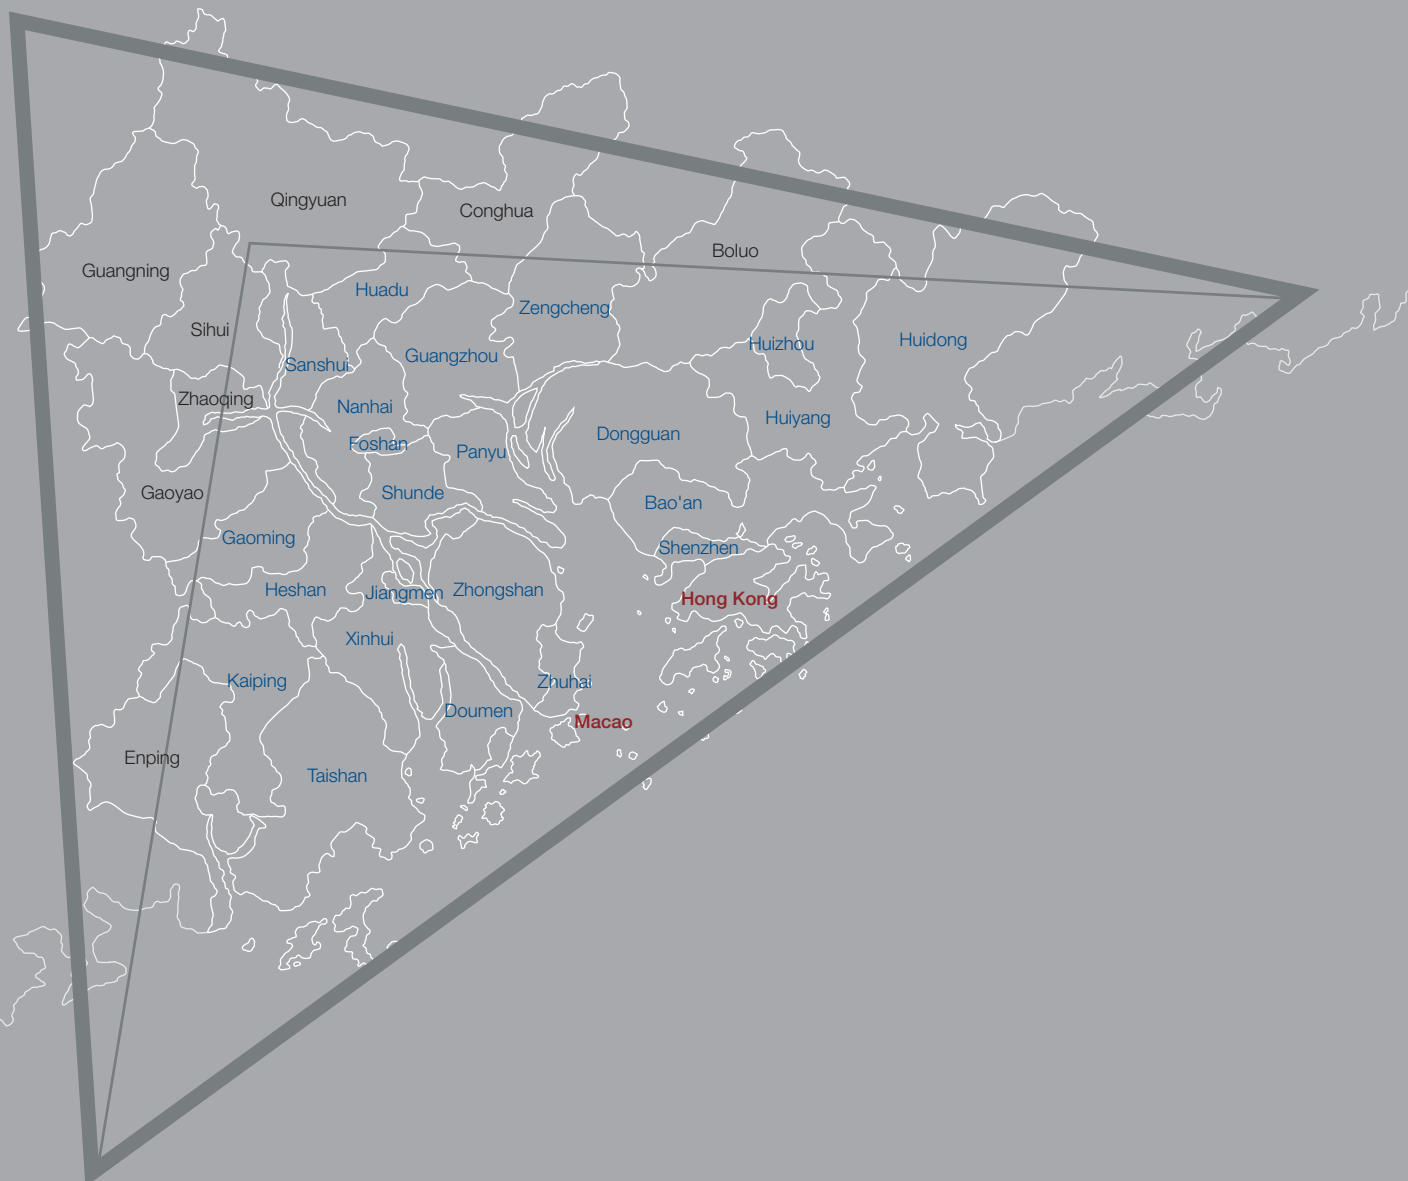 Qingyuan
Conghua
Boluo
Guangning
Huadu
Zengcheng
Sihui
Huidong
Huizhou
Guangzhou
Sanshui
Zhaoqing
Nanhai
Huiyang
Dongguan
Foshan
Panyu
Gaoyao
Shunde
Bao'an
Gaoming
Shenzhen
Heshan
Jiangmen
Zhongshan
Hong Kong
Xinhui
Kaiping
Zhuhai
Doumen
Macao
Enping
Taishan